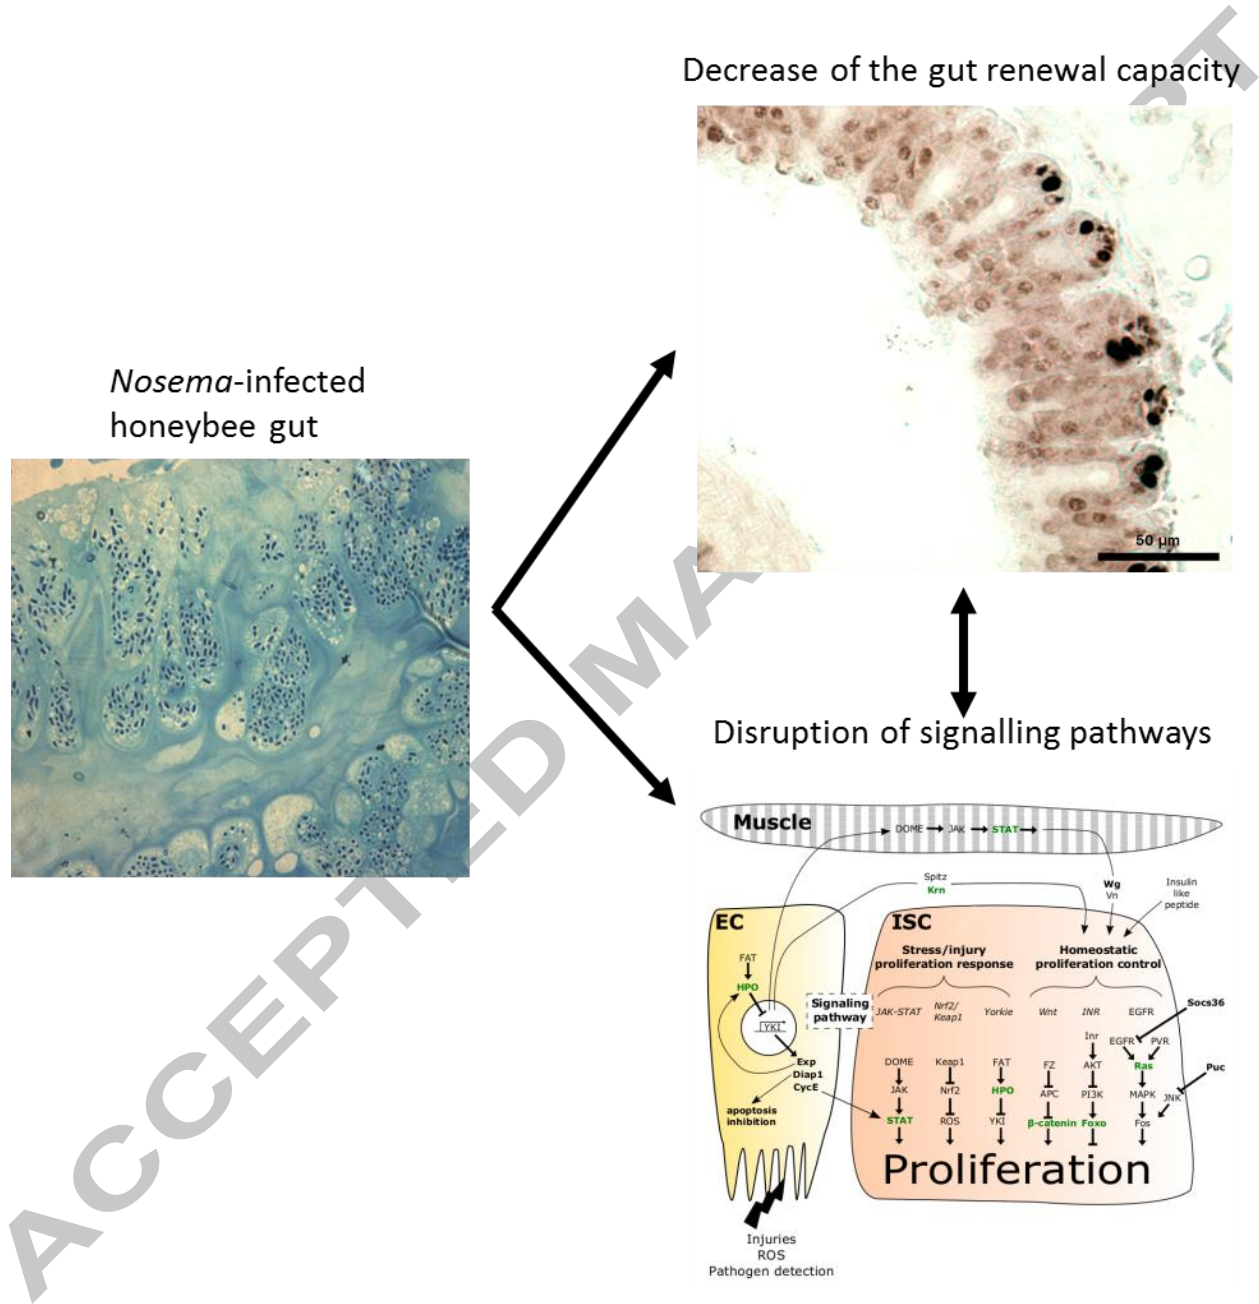 Decrease of the gut renewal capacity
50 µm
Nosema-infected
honeybee gut
Disruption of signalling pathways
Muscle
DOME JAK STAT
Spitz
Krn
Wg
Vn
Insulin
like
peptide
EC
FAT
HPO
YKI
Exp
Diap1
CycE
apoptosis
inhibition
Injuries
ROS
Pathogen detection
ISC
Stress/injury
proliferation response
Homeostatic
proliferation control
Signaling
pathway
JAK-STAT
Nrf2/
Keap1
Yorkie
Wnt
INR
EGFR
Socs36
Puc
DOME
JAK
STAT
Keap1
Nrf2
ROS
FAT
HPO
YKI
FZ
APC
β-catenin
Inr
AKT
PI3K
Foxo
EGFR PVR
Ras
MAPK JNK
Fos
Proliferation
ACCEPTED MA
PT